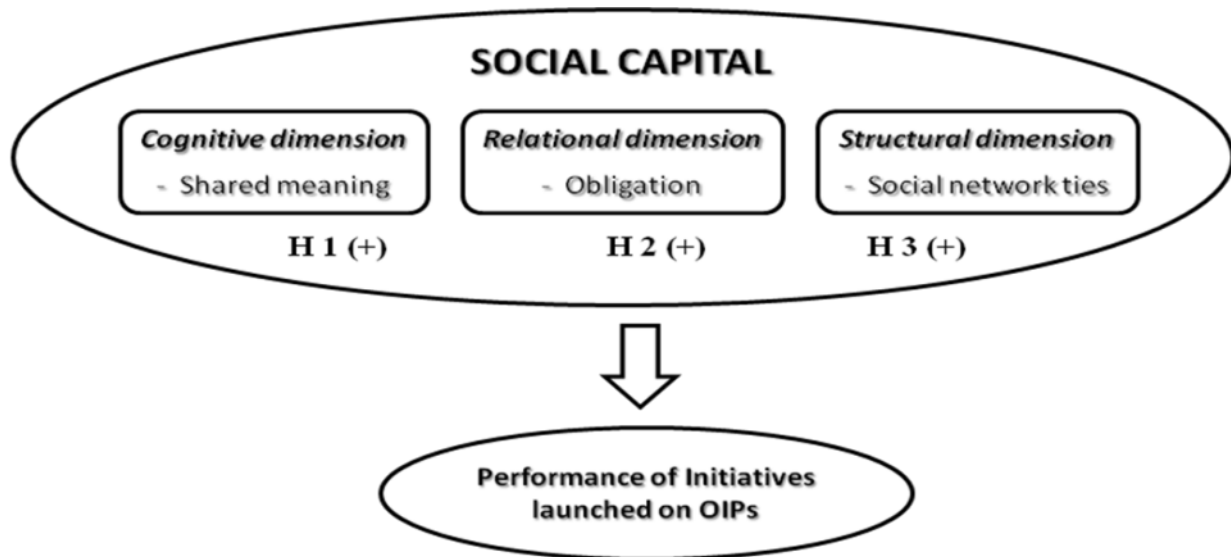 SOCIAL CAPITAL
Cognitive dimension
- Shared meaning
Relational dimension
- Obligation
Structural dimension
- Social network ties
H 1 (+)
H 2 (+)
H 3 (+)
Performance of Initiatives
launched on OIPs